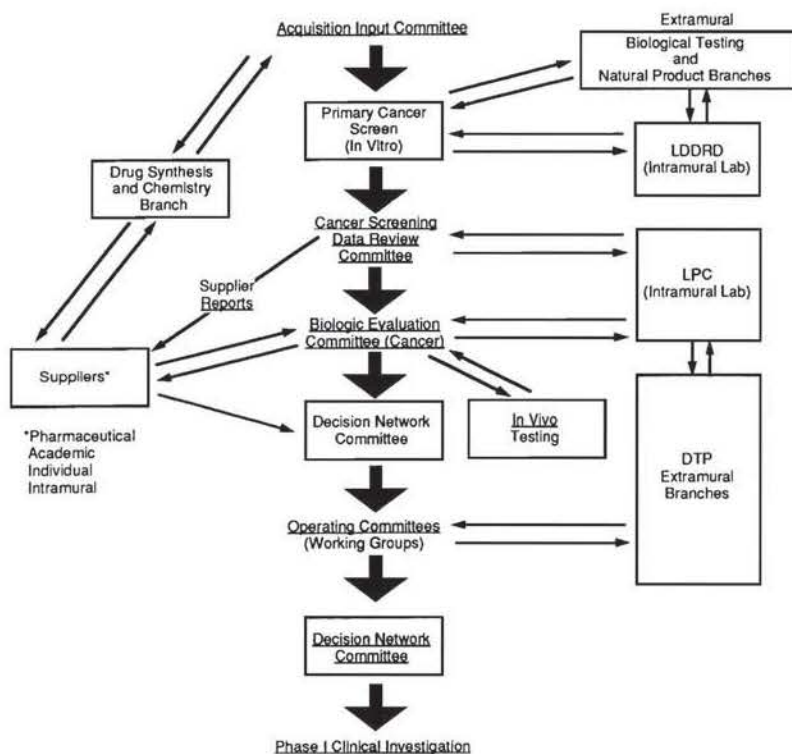 Acquisition Input Committee
Extramural
Biological Testing
and
Natural Product Branches
Primary Cancer
Screen
(In Vitro)
LDDRD
(Intramural Lab)
Drug Synthesis
and Chemistry
Branch
Cancer Screening
Data Review
Committee
LPC
(Intramural Lab)
Supplier
Reports
Biologic Evaluation
Committee (Cancer)
Suppliers*
*Pharmaceutical
Academic
Individual
Intramural
Decision Network
Committee
In Vivo
Testing
DTP
Extramural
Branches
Operating Committees
(Working Groups)
Decision Network
Committee
Phase I Clinical Investigation